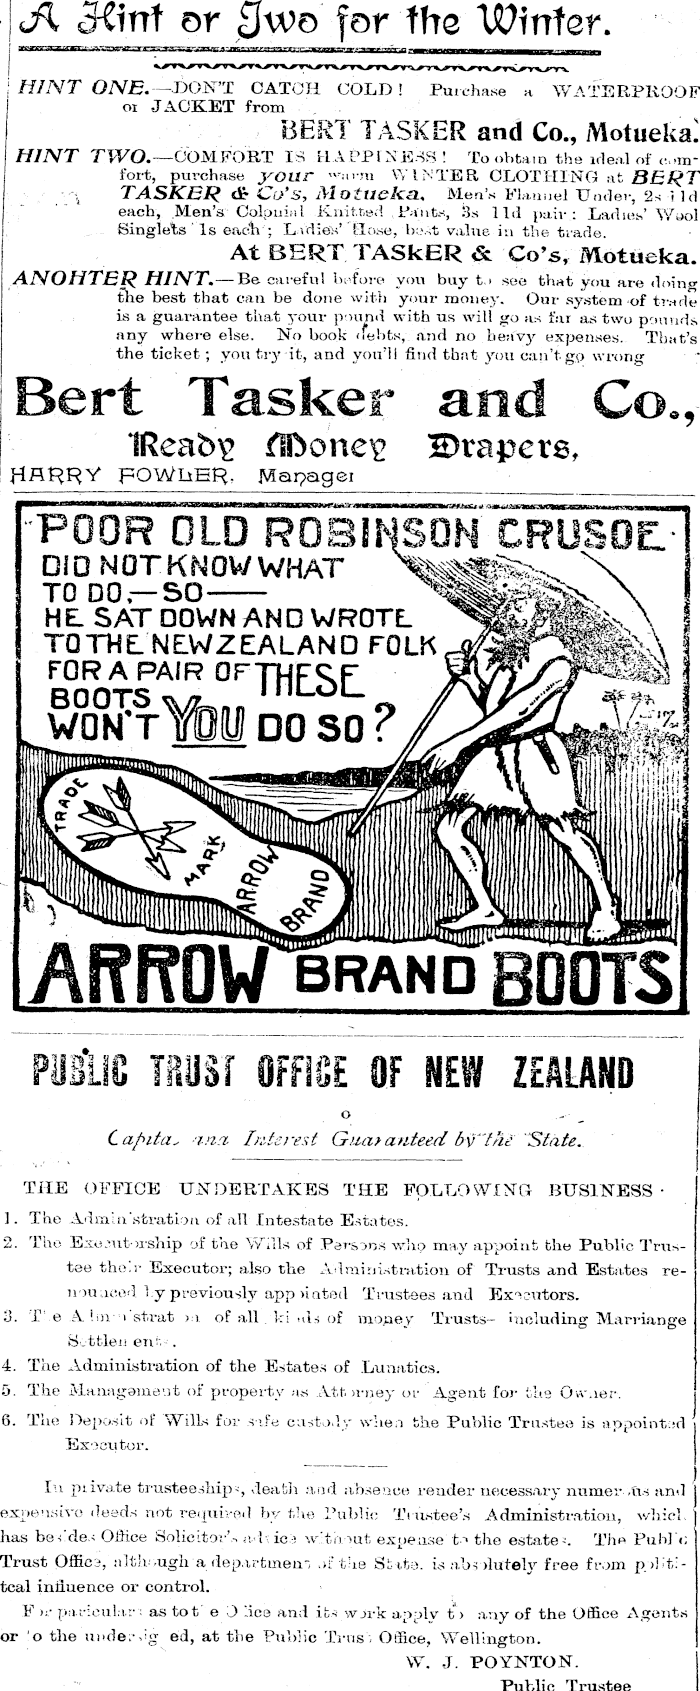 A Hint or Two for the Winter.
HINT ONE.—DON'T CATCH COLD! Purchase a WATERPROOF
or JACKET from
BERT TASKER and Co., Motueka.
HINT TWO.—COMFORT IS HAPPINESS! To obtain the ideal of com-
fort, purchase your warm WINTER CLOTHING at BERT
TASKER & Co's, Motueka. Men's Flannel Under, 2s 11d
each, Men's Colonial Knitted Pants, 3s 11d pair: Ladies' Wool
Singlets 1s each; Ladies' Hose, best value in the trade.
At BERT TASKER & Co's, Motueka.
ANOHTER HINT.—Be careful before you buy to see that you are doing
the best that can be done with your money. Our system of trade
is a guarantee that your pound with us will go as far as two pounds
any where else. No book debts, and no heavy expenses. That's
the ticket; you try it, and you'll find that you can't go wrong
Bert Tasker and Co.,
Ready Money Drapers,
HARRY FOWLER. Manager
POOR OLD ROBINSON CRUSOE
DID NOT KNOW WHAT
TO DO,—SO—
HE SAT DOWN AND WROTE
TO THE NEW ZEALAND FOLK
FOR A PAIR OF THESE
BOOTS
WON'T YOU DO SO?
TRADE
MARK
ARROW
BRAND
ARROW BRAND BOOTS
PUBLIC TRUST OFFICE OF NEW ZEALAND
o
Capital and Interest Guaranteed by the State.
THE OFFICE UNDERTAKES THE FOLLOWING BUSINESS
1. The Administration of all Intestate Estates.
2. The Executorship of the Wills of Persons who may appoint the Public Trus-
tee their Executor; also the Administration of Trusts and Estates re-
nounced by previously appointed Trustees and Executors.
3. The Administration of all kinds of money Trusts—including Marriange
Settlements.
4. The Administration of the Estates of Lunatics.
5. The Management of property as Attorney or Agent for the Owner.
6. The Deposit of Wills for safe custody when the Public Trustee is appointed
Executor.
In private trusteeships, death and absence render necessary numerous and
expensive deeds not required by the Public Trustee's Administration, which
has besides Office Solicitor's advice without expense to the estates. The Public
Trust Office, although a department of the State. is absolutely free from politi-
tcal influence or control.
For particulars as to the Office and its work apply to any of the Office Agents
or to the undersigned, at the Public Trust Office, Wellington.
W. J. POYNTON.
Public Trustee